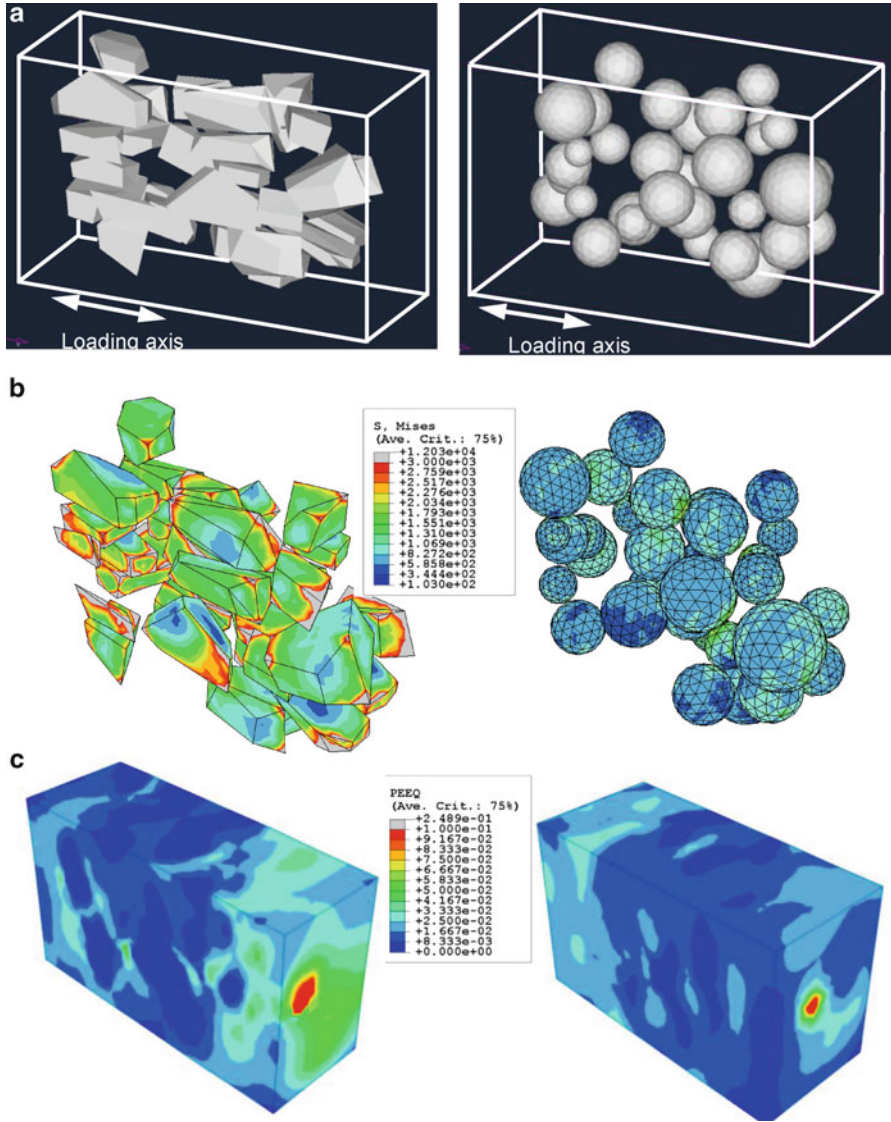 a
Loading axis
Loading axis
b
S, Mises
(Ave. Crit.: 75%)
+1.203e+04
+3.000e+03
+2.759e+03
+2.517e+03
+2.276e+03
+2.034e+03
+1.793e+03
+1.551e+03
+1.310e+03
+1.069e+03
+8.272e+02
+5.858e+02
+3.444e+02
+1.030e+02
c
PEEQ
(Ave. Crit.: 75%)
+2.489e-01
+1.000e-01
+9.167e-02
+8.333e-02
+7.500e-02
+6.667e-02
+5.833e-02
+5.000e-02
+4.167e-02
+3.333e-02
+2.500e-02
+1.667e-02
+8.333e-03
+0.000e+00